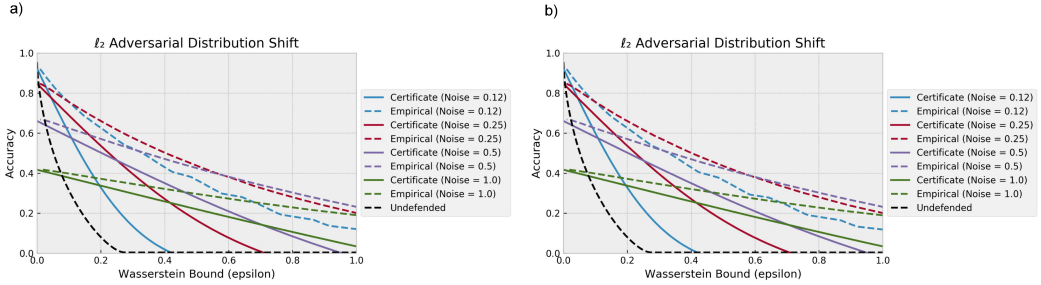 a)
ℓ₂ Adversarial Distribution Shift
1.0
0.8
0.6
0.4
0.2
0.0
Accuracy
0.0 0.2 0.4 0.6 0.8 1.0
Wasserstein Bound (epsilon)
Certificate (Noise = 0.12)
Empirical (Noise = 0.12)
Certificate (Noise = 0.25)
Empirical (Noise = 0.25)
Certificate (Noise = 0.5)
Empirical (Noise = 0.5)
Certificate (Noise = 1.0)
Empirical (Noise = 1.0)
Undefended
b)
ℓ₂ Adversarial Distribution Shift
1.0
0.8
0.6
0.4
0.2
0.0
Accuracy
0.0 0.2 0.4 0.6 0.8 1.0
Wasserstein Bound (epsilon)
Certificate (Noise = 0.12)
Empirical (Noise = 0.12)
Certificate (Noise = 0.25)
Empirical (Noise = 0.25)
Certificate (Noise = 0.5)
Empirical (Noise = 0.5)
Certificate (Noise = 1.0)
Empirical (Noise = 1.0)
Undefended